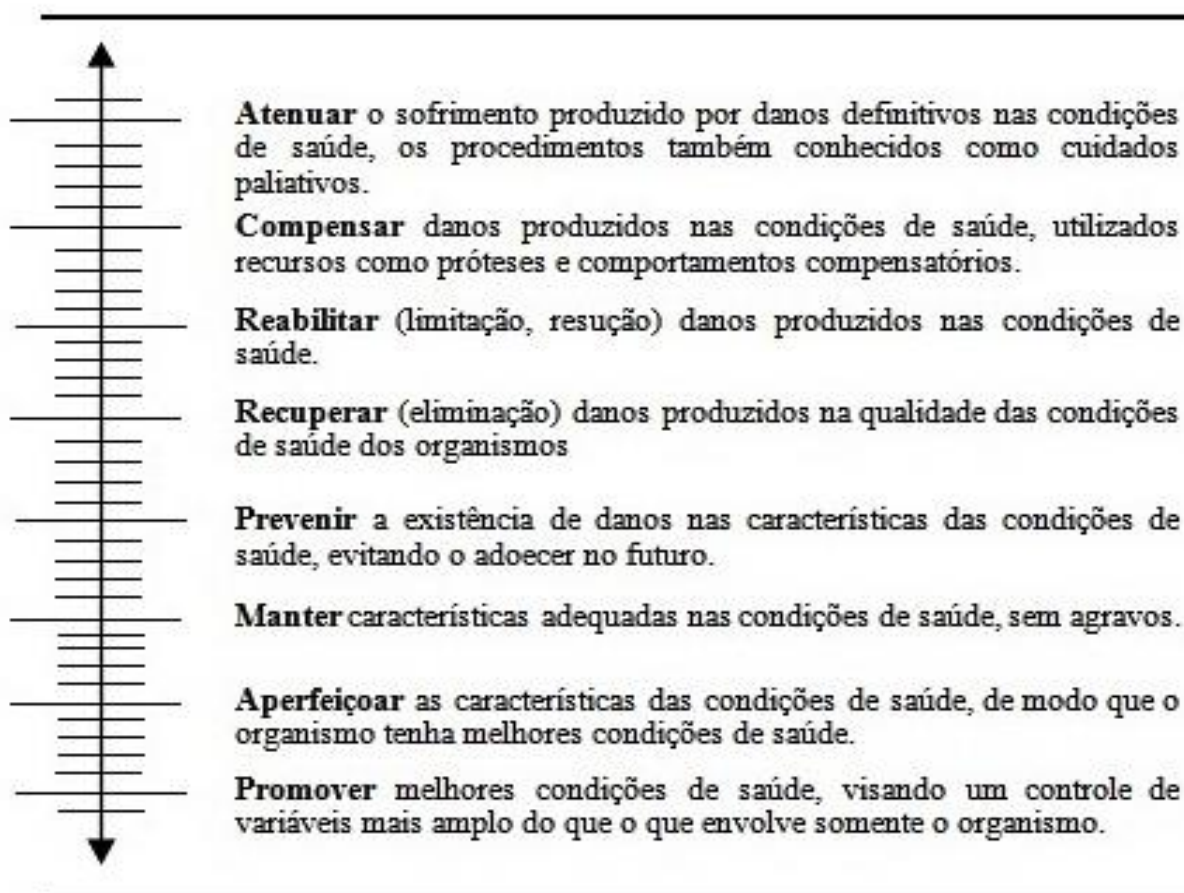 Atenuar o sofrimento produzido por danos definitivos nas condições
de saúde, os procedimentos também conhecidos como cuidados
paliativos.
Compensar danos produzidos nas condições de saúde, utilizados
recursos como próteses e comportamentos compensatórios.
Reabilitar (limitação, resução) danos produzidos nas condições de
saúde.
Recuperar (eliminação) danos produzidos na qualidade das condições
de saúde dos organismos
Prevenir a existência de danos nas características das condições de
saúde, evitando o adoecer no futuro.
Manter características adequadas nas condições de saúde, sem agravos.
Aperfeiçoar as características das condições de saúde, de modo que o
organismo tenha melhores condições de saúde.
Promover melhores condições de saúde, visando um controle de
variáveis mais amplo do que o que envolve somente o organismo.